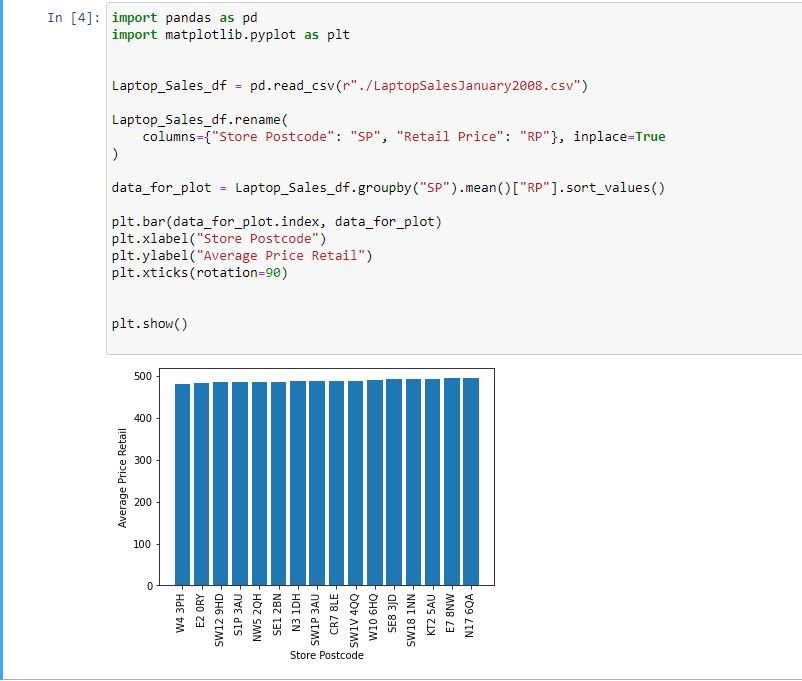 In [4]: import pandas as pd
import matplotlib.pyplot as plt
Laptop_Sales_df = pd.read_csv(r"./LaptopSalesJanuary2008.csv")
Laptop_Sales_df.rename(
columns={"Store Postcode": "SP", "Retail Price": "RP"}, inplace=True
)
data_for_plot = Laptop_Sales_df.groupby("SP").mean()["RP"].sort_values()
plt.bar(data_for_plot.index, data_for_plot)
plt.xlabel("Store Postcode")
plt.ylabel("Average Price Retail")
plt.xticks(rotation=90)
plt.show()
Average Price Retail
500
400
300
200
100
0
W4 3PH
E2 0RY
SW12 9HD
S1P 3AU
NW5 2QH
SE1 2BN
N3 1DH
SW1P 3AU
CR7 8LE
SW1V 4QQ
W10 6HQ
SE8 3JD
SW18 1NN
KT2 5AU
E7 8NW
N17 6QA
Store Postcode